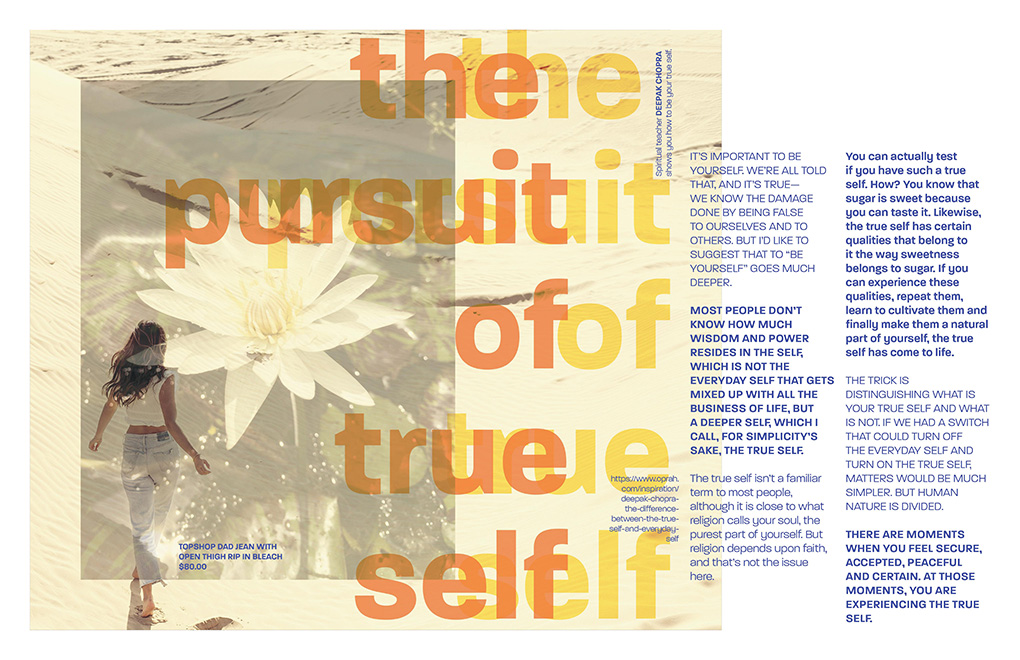 the the
pursuit pursuit
of of
true true
self self
Spiritual teacher DEEPAK CHOPRA
shows you how to be your true self.
TOPSHOP DAD JEAN WITH
OPEN THIGH RIP IN BLEACH
$80.00
https://www.oprah.
com/inspiration/
deepak-chopra-
the-difference-
between-the-true-
self-and-everyday-
self
IT'S IMPORTANT TO BE
YOURSELF. WE'RE ALL TOLD
THAT, AND IT'S TRUE—
WE KNOW THE DAMAGE
DONE BY BEING FALSE
TO OURSELVES AND TO
OTHERS. BUT I'D LIKE TO
SUGGEST THAT TO “BE
YOURSELF” GOES MUCH
DEEPER.
MOST PEOPLE DON'T
KNOW HOW MUCH
WISDOM AND POWER
RESIDES IN THE SELF,
WHICH IS NOT THE
EVERYDAY SELF THAT GETS
MIXED UP WITH ALL THE
BUSINESS OF LIFE, BUT
A DEEPER SELF, WHICH I
CALL, FOR SIMPLICITY'S
SAKE, THE TRUE SELF.
The true self isn't a familiar
term to most people,
although it is close to what
religion calls your soul, the
purest part of yourself. But
religion depends upon faith,
and that's not the issue
here.
You can actually test
if you have such a true
self. How? You know that
sugar is sweet because
you can taste it. Likewise,
the true self has certain
qualities that belong to
it the way sweetness
belongs to sugar. If you
can experience these
qualities, repeat them,
learn to cultivate them and
finally make them a natural
part of yourself, the true
self has come to life.
THE TRICK IS
DISTINGUISHING WHAT IS
YOUR TRUE SELF AND WHAT
IS NOT. IF WE HAD A SWITCH
THAT COULD TURN OFF
THE EVERYDAY SELF AND
TURN ON THE TRUE SELF,
MATTERS WOULD BE MUCH
SIMPLER. BUT HUMAN
NATURE IS DIVIDED.
THERE ARE MOMENTS
WHEN YOU FEEL SECURE,
ACCEPTED, PEACEFUL
AND CERTAIN. AT THOSE
MOMENTS, YOU ARE
EXPERIENCING THE TRUE
SELF.